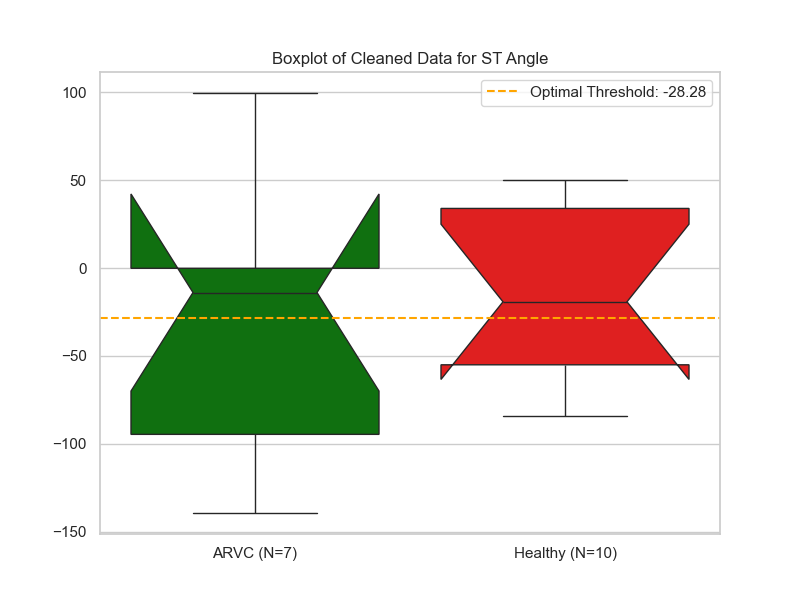 Boxplot of Cleaned Data for ST Angle
Optimal Threshold: -28.28
100
50
0
−50
−100
−150
ARVC (N=7)
Healthy (N=10)